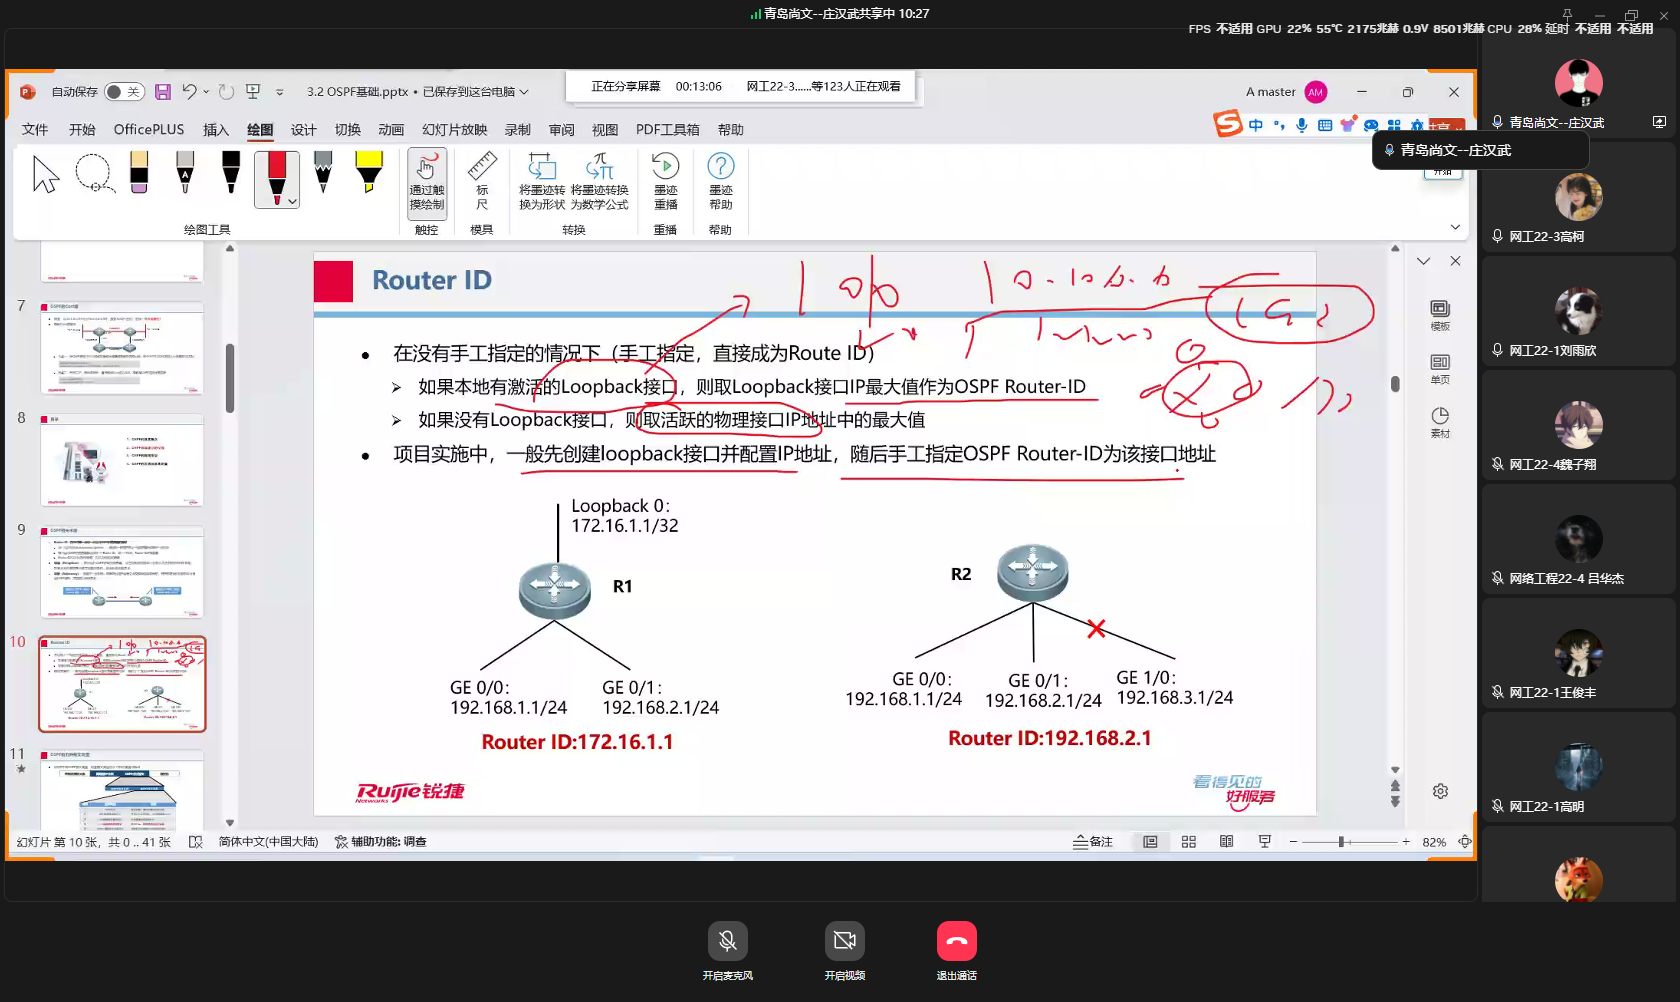 青岛尚文--庄汉武共享中 10:27
FPS 不适用 GPU 22% 55℃ 2175兆赫 0.9V 8501兆赫 CPU 28% 延时 不适用 不适用
自动保存 关
3.2 OSPF基础.pptx • 已保存到这台电脑
正在分享屏幕 00:13:06 网工22-3......等123人正在观看
A master AM
文件 开始 OfficePLUS 插入 绘图 设计 切换 动画 幻灯片放映 录制 审阅 视图 PDF工具箱 帮助
中
共享
开始
通过触
摸绘制
标
尺
将墨迹转
换为形状
将墨迹转换
为数学公式
墨迹
重播
墨迹
帮助
绘图工具 触控 模具 转换 重播 帮助
7
8
9
10
11
Router ID
在没有手工指定的情况下（手工指定，直接成为Route ID）
如果本地有激活的Loopback接口，则取Loopback接口IP最大值作为OSPF Router-ID
如果没有Loopback接口，则取活跃的物理接口IP地址中的最大值
项目实施中，一般先创建loopback接口并配置IP地址，随后手工指定OSPF Router-ID为该接口地址
Loopback 0：
172.16.1.1/32
R1
GE 0/0：
192.168.1.1/24
GE 0/1：
192.168.2.1/24
Router ID:172.16.1.1
R2
GE 0/0：
192.168.1.1/24
GE 0/1：
192.168.2.1/24
GE 1/0：
192.168.3.1/24
Router ID:192.168.2.1
Ruijie锐捷
Networks
看得见的
好服务
模板
单页
素材
幻灯片 第 10 张，共 0 .. 41 张 简体中文(中国大陆) 辅助功能: 调查
备注
82%
青岛尚文--庄汉武
青岛尚文--庄汉武
网工22-3高柯
网工22-1刘雨欣
网工22-4魏子翔
网络工程22-4 吕华杰
网工22-1王俊丰
网工22-1高明
开启麦克风 开启视频 退出通话